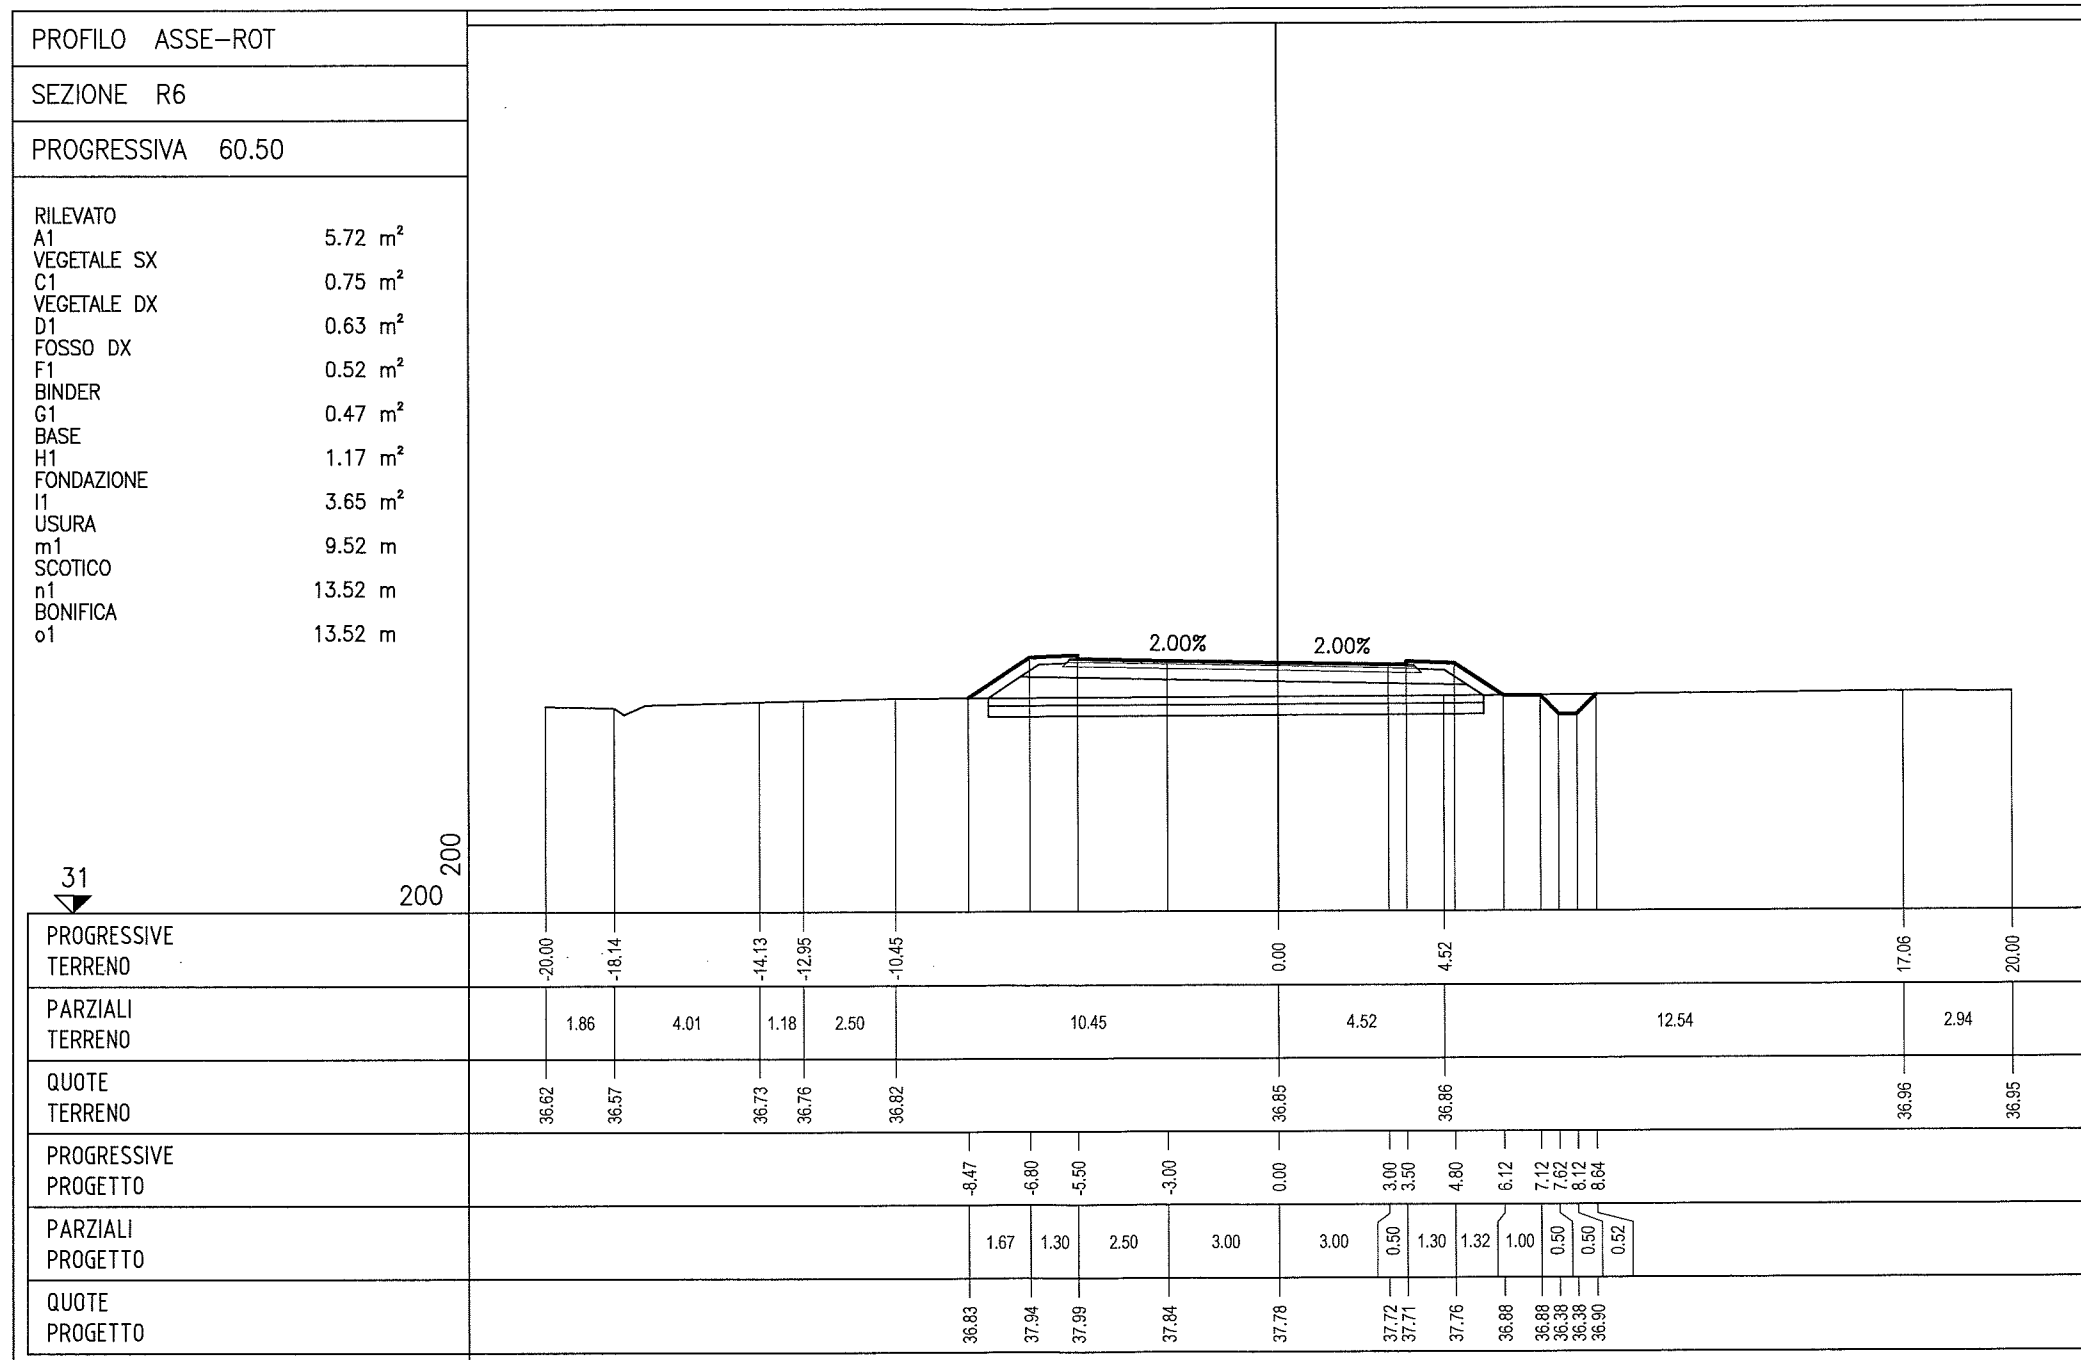 PROFILO ASSE-ROT
SEZIONE R6
PROGRESSIVA 60.50
RILEVATO
A1 5.72 m²
VEGETALE SX
C1 0.75 m²
VEGETALE DX
D1 0.63 m²
FOSSO DX
F1 0.52 m²
BINDER
G1 0.47 m²
BASE
H1 1.17 m²
FONDAZIONE
I1 3.65 m²
USURA
m1 9.52 m
SCOTICO
n1 13.52 m
BONIFICA
o1 13.52 m
2.00% 2.00%
31
200
200
PROGRESSIVE
TERRENO
-20.00 -18.14 -14.13 -12.95 -10.45 0.00 4.52 17.06 20.00
PARZIALI
TERRENO
1.86 4.01 1.18 2.50 10.45 4.52 12.54 2.94
QUOTE
TERRENO
36.62 36.57 36.73 36.76 36.82 36.85 36.86 36.96 36.95
PROGRESSIVE
PROGETTO
-8.47 -6.80 -5.50 -3.00 0.00 3.00 3.50 4.80 6.12 7.12 7.62 8.12 8.64
PARZIALI
PROGETTO
1.67 1.30 2.50 3.00 3.00 0.50 1.30 1.32 1.00 0.50 0.50 0.52
QUOTE
PROGETTO
36.83 37.94 37.99 37.84 37.78 37.72 37.71 37.76 36.88 36.88 36.38 36.38 36.90